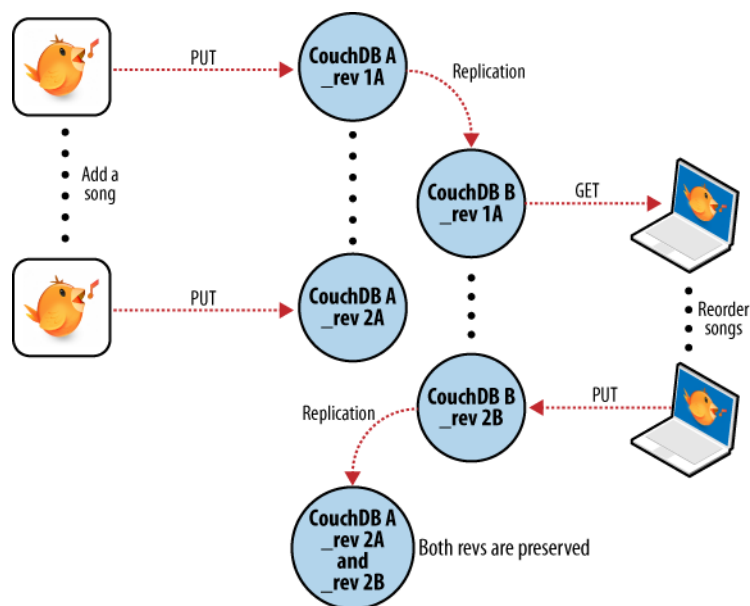 PUT
CouchDB A
_rev 1A
Replication
Add a
song
CouchDB B
_rev 1A
GET
PUT
CouchDB A
_rev 2A
Reorder
songs
CouchDB B
_rev 2B
PUT
Replication
CouchDB A
_rev 2A
and
_rev 2B
Both revs are preserved